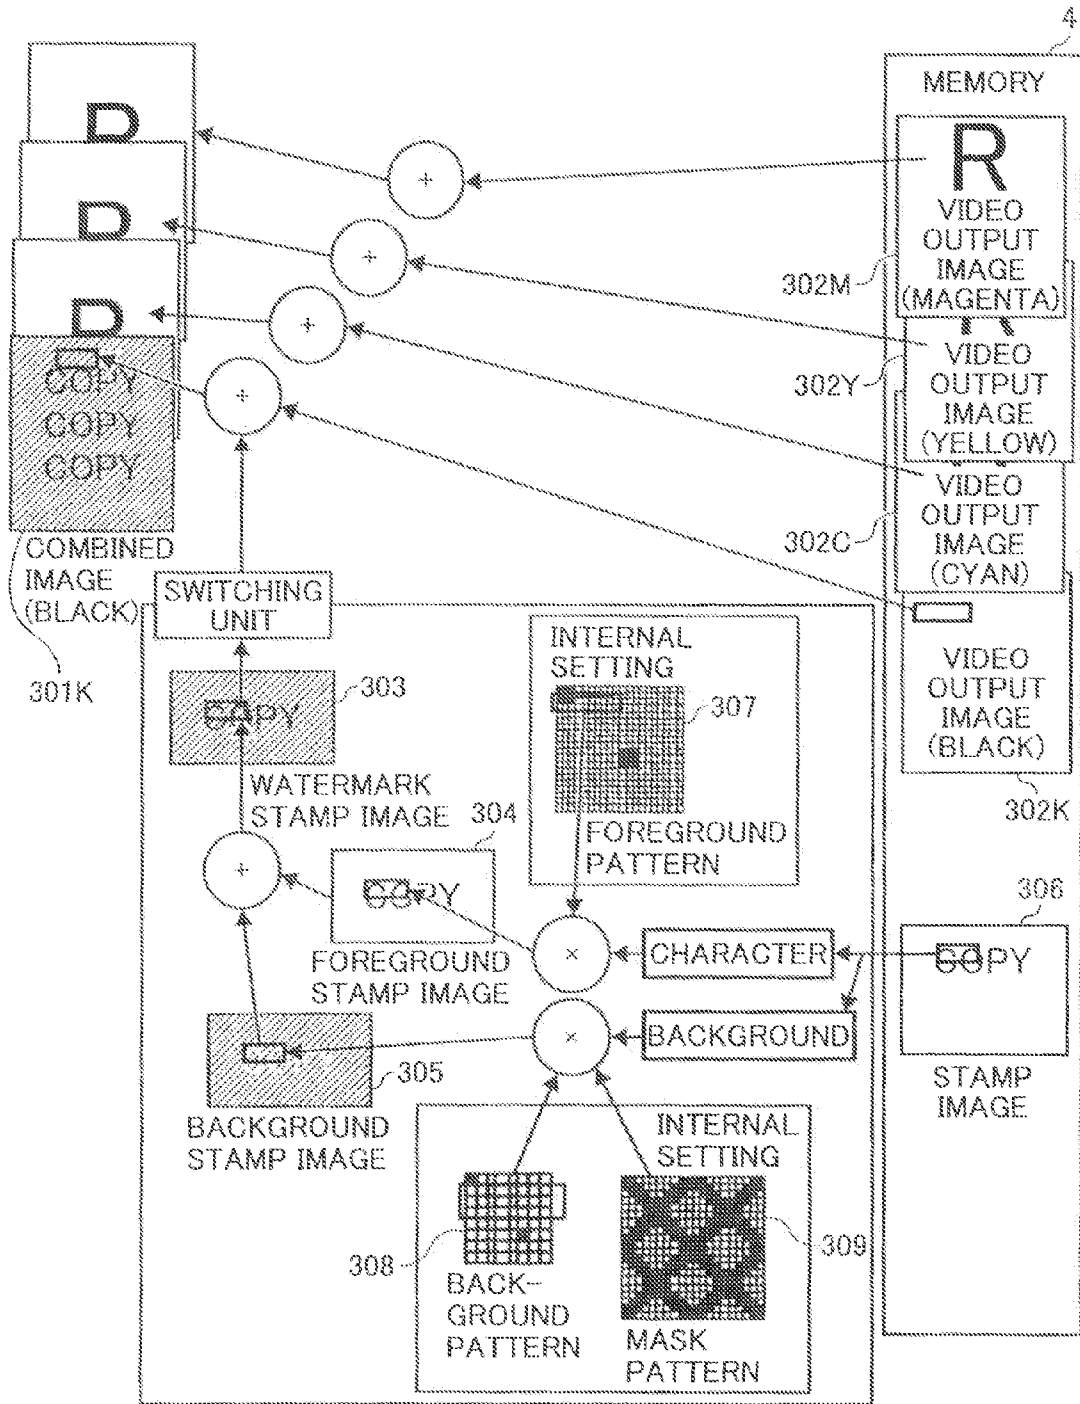 4
MEMORY
R
R
R
R
VIDEO
OUTPUT
IMAGE
(MAGENTA)
302M
R
VIDEO
OUTPUT
IMAGE
(YELLOW)
302Y
VIDEO
OUTPUT
IMAGE
(CYAN)
302C
VIDEO
OUTPUT
IMAGE
(BLACK)
302K
+
+
+
+
COPY
COPY
COPY
COMBINED
IMAGE
(BLACK)
301K
SWITCHING
UNIT
COPY
303
WATERMARK
STAMP IMAGE
INTERNAL
SETTING
307
FOREGROUND
PATTERN
+
304
COPY
FOREGROUND
STAMP IMAGE
×
CHARACTER
306
COPY
STAMP
IMAGE
×
BACKGROUND
305
BACKGROUND
STAMP IMAGE
INTERNAL
SETTING
308
BACK-
GROUND
PATTERN
309
MASK
PATTERN